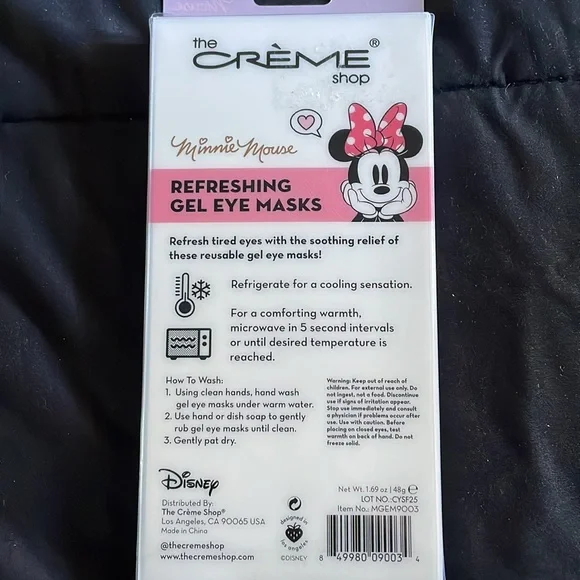 the
CRÈME®
shop
Minnie Mouse
REFRESHING
GEL EYE MASKS
Refresh tired eyes with the soothing relief of
these reusable gel eye masks!
Refrigerate for a cooling sensation.
For a comforting warmth,
microwave in 5 second intervals
or until desired temperature is
reached.
How To Wash:
1. Using clean hands, hand wash
gel eye masks under warm water.
2. Use hand or dish soap to gently
rub gel eye masks until clean.
3. Gently pat dry.
Warning: Keep out of reach of
children. For external use only. Do
not ingest, not a food. Discontinue
use if signs of irritation appear.
Stop use immediately and consult
a physician if problems occur after
use. Use with caution. Before
placing on closed eyes, test
warmth on back of hand. Do not
freeze solid.
Disney
Distributed By:
The Crème Shop®
Los Angeles, CA 90065 USA
Made in China
@thecremeshop
www.thecremeshop.com
Net Wt. 1.69 oz | 48g ℮
LOT NO.:CYSF25
Item No.: MGEM9003
designed in
los angeles
©DISNEY
8 49980 09003 4